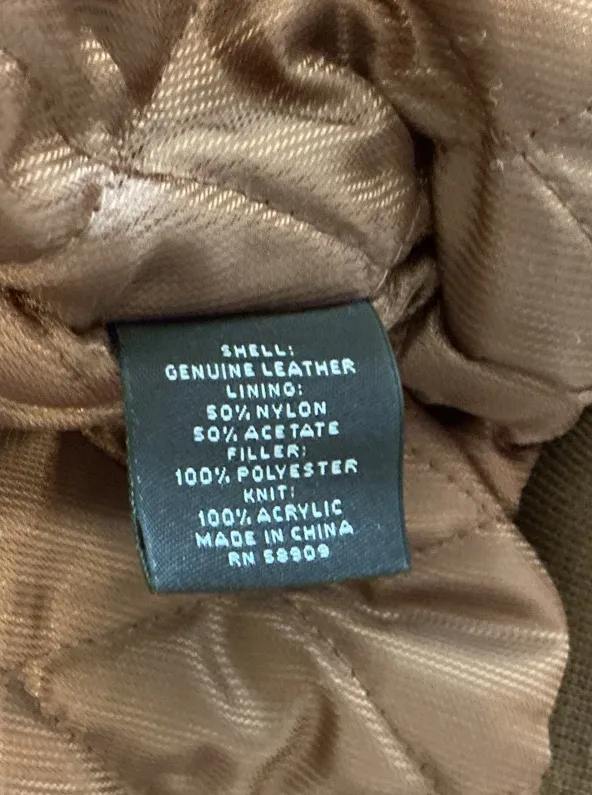 SHELL:
GENUINE LEATHER
LINING:
50% NYLON
50% ACETATE
FILLER:
100% POLYESTER
KNIT:
100% ACRYLIC
MADE IN CHINA
RN 58909